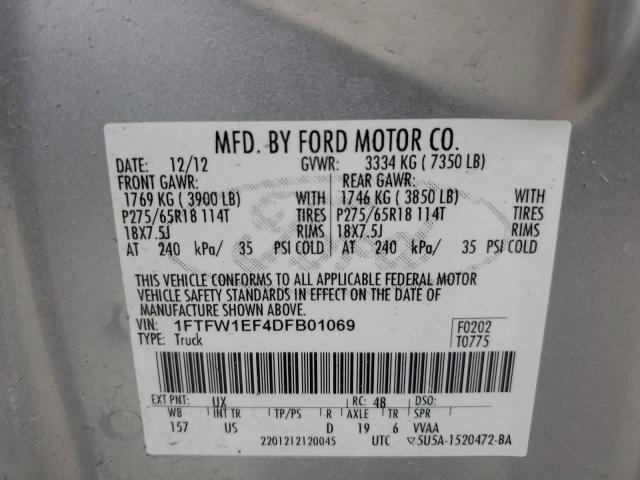 MFD. BY FORD MOTOR CO.
DATE: 12/12 GVWR: 3334 KG ( 7350 LB)
FRONT GAWR: REAR GAWR:
1769 KG ( 3900 LB) WITH 1746 KG ( 3850 LB) WITH
P275/65R18 114T TIRES P275/65R18 114T TIRES
18X7.5J RIMS 18X7.5J RIMS
AT 240 kPa/ 35 PSI COLD AT 240 kPa/ 35 PSI COLD
THIS VEHICLE CONFORMS TO ALL APPLICABLE FEDERAL MOTOR
VEHICLE SAFETY STANDARDS IN EFFECT ON THE DATE OF
MANUFACTURE SHOWN ABOVE.
VIN: 1FTFW1EF4DFB01069 F0202
TYPE: Truck T0775
EXT PNT: UX RC: 48 DSO:
WB INT TR TP/PS R AXLE TR SPR
157 US D 19 6 VVAA
2201212120045 UTC 5U5A-1520472-BA